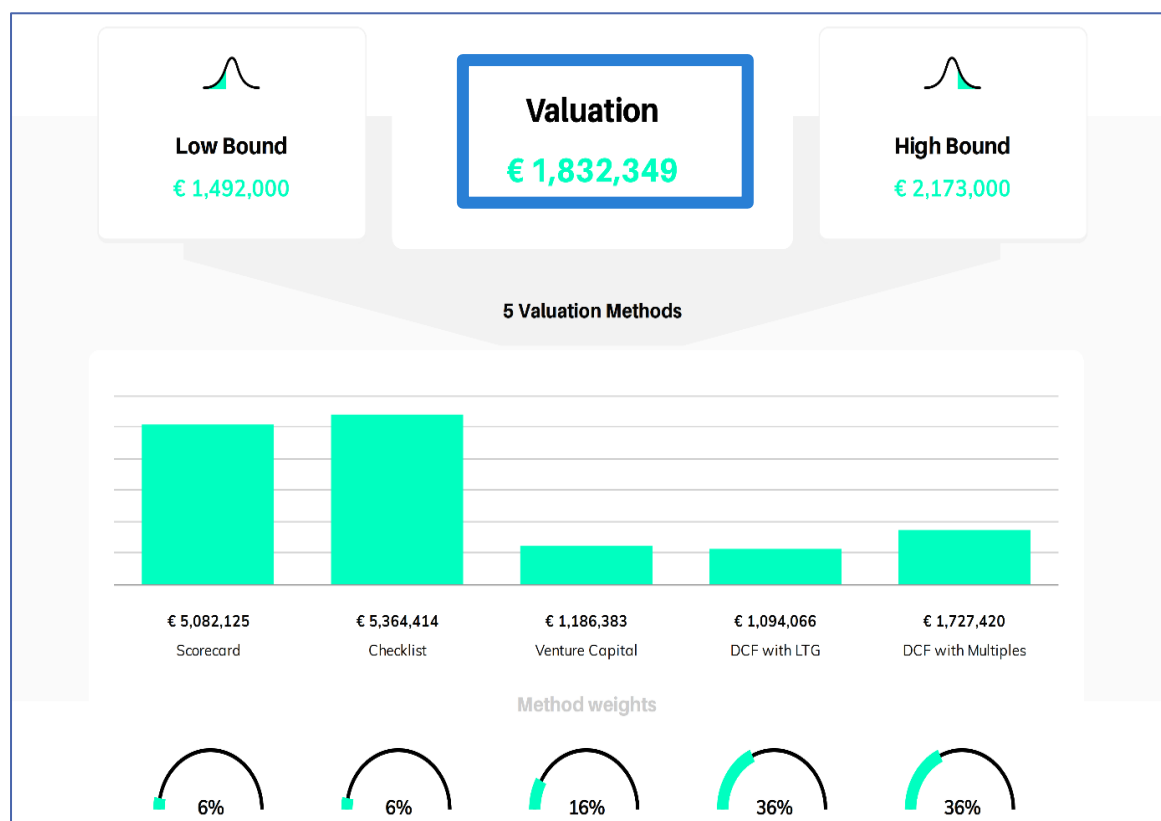 Valuation
€ 1,832,349
Low Bound
€ 1,492,000
High Bound
€ 2,173,000
5 Valuation Methods
€ 5,082,125
Scorecard
€ 5,364,414
Checklist
€ 1,186,383
Venture Capital
€ 1,094,066
DCF with LTG
€ 1,727,420
DCF with Multiples
Method weights
6%
6%
16%
36%
36%